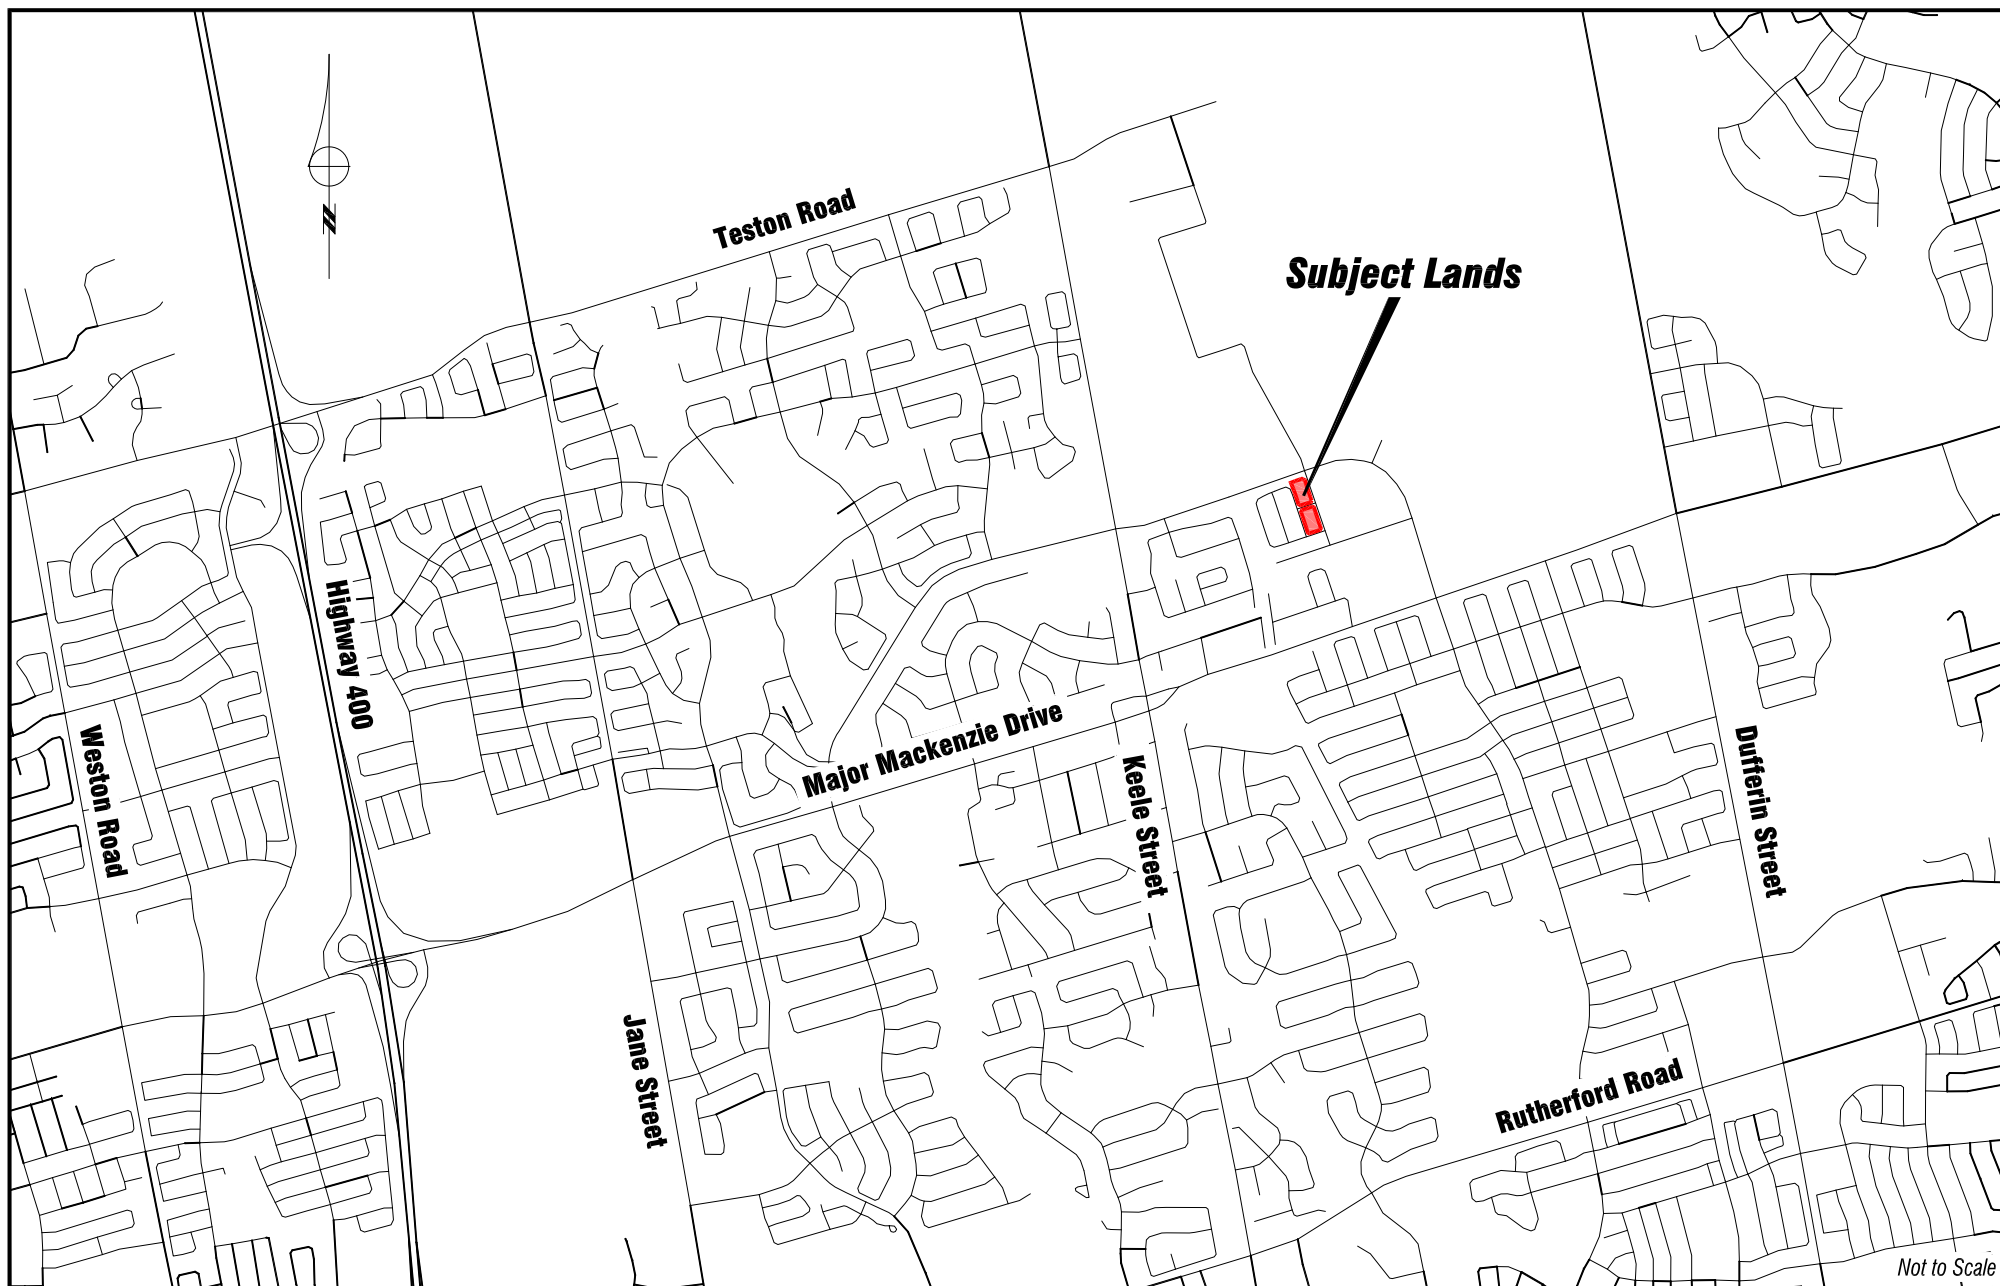 N
Teston Road
Subject Lands
Highway 400
Major Mackenzie Drive
Weston Road
Keele Street
Dufferin Street
Jane Street
Rutherford Road
Not to Scale